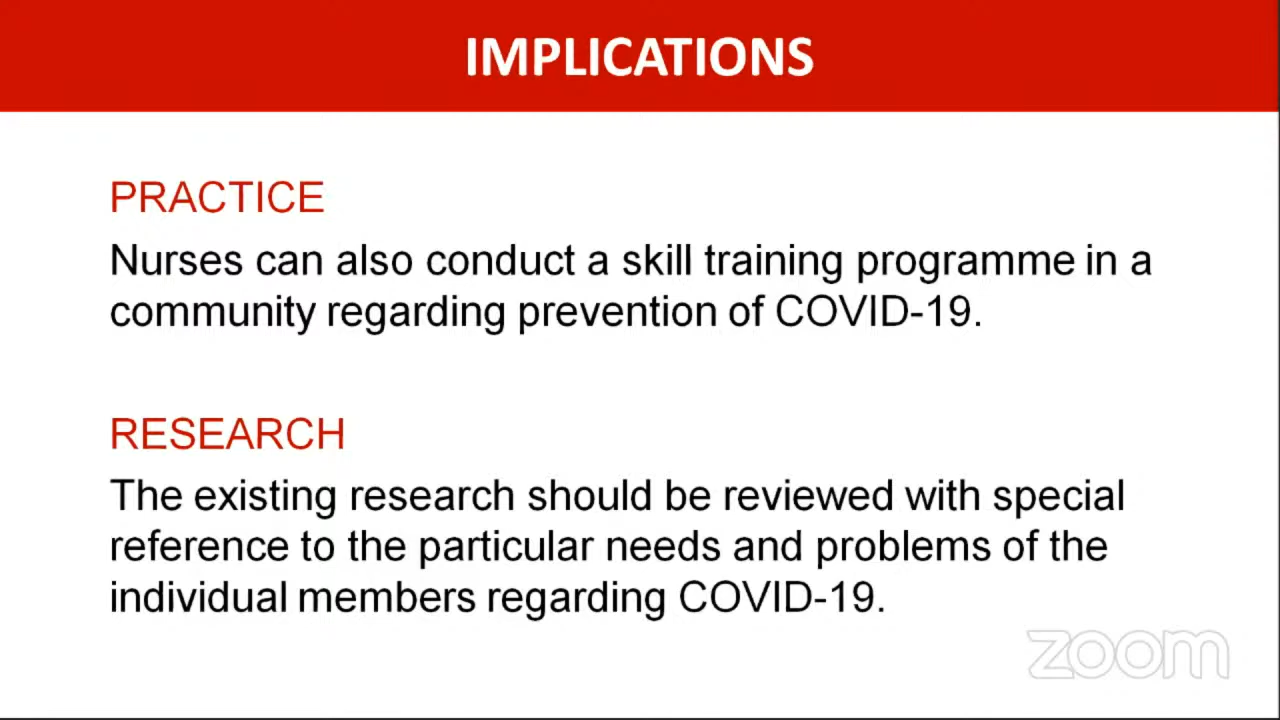 IMPLICATIONS
PRACTICE
Nurses can also conduct a skill training programme in a
community regarding prevention of COVID-19.
RESEARCH
The existing research should be reviewed with special
reference to the particular needs and problems of the
individual members regarding COVID-19.
zoom